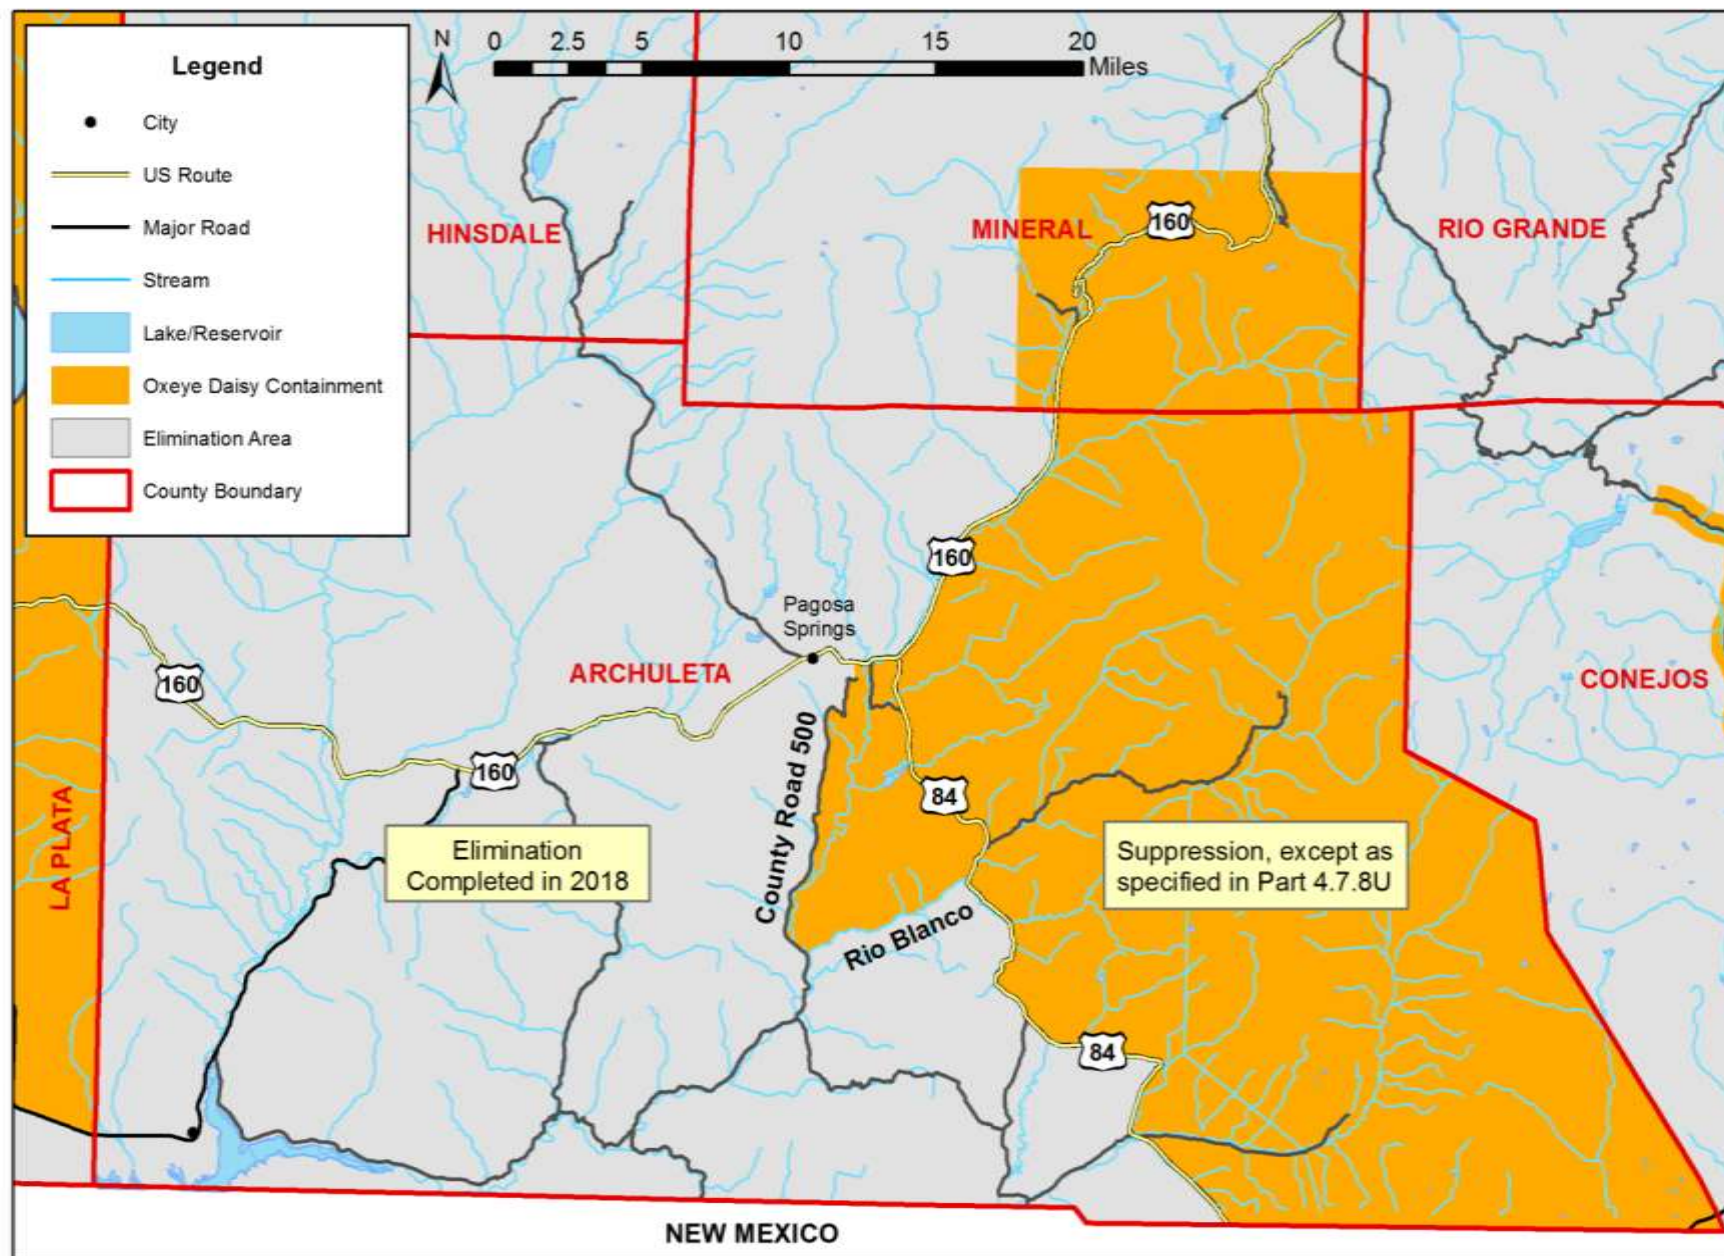 Legend
City
US Route
Major Road
Stream
Lake/Reservoir
Oxeye Daisy Containment
Elimination Area
County Boundary
N
0 2.5 5 10 15 20
Miles
HINSDALE
MINERAL
160
RIO GRANDE
160
Pagosa
Springs
ARCHULETA
160
CONEJOS
160
County Road 500
84
LA PLATA
Elimination
Completed in 2018
Suppression, except as
specified in Part 4.7.8U
Rio Blanco
84
NEW MEXICO